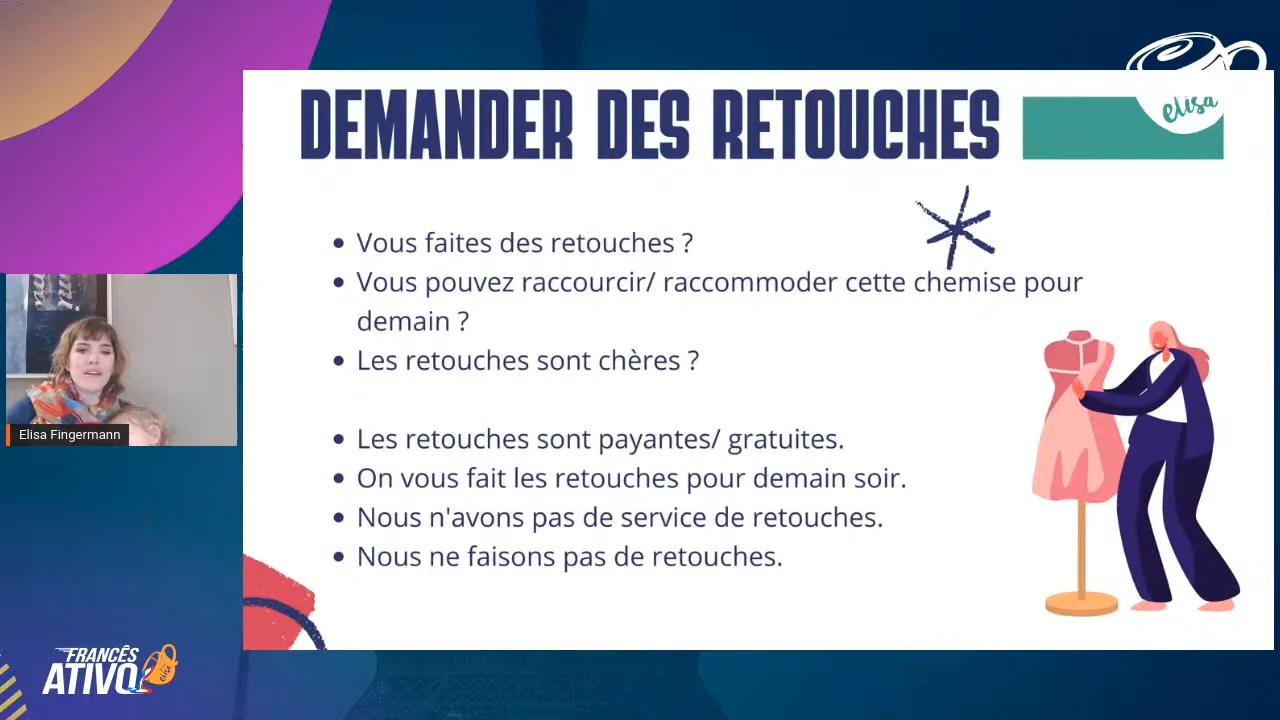 elisa
DEMANDER DES RETOUCHES
• Vous faites des retouches ?
• Vous pouvez raccourcir/ raccommoder cette chemise pour
demain ?
• Les retouches sont chères ?
• Les retouches sont payantes/ gratuites.
• On vous fait les retouches pour demain soir.
• Nous n'avons pas de service de retouches.
• Nous ne faisons pas de retouches.
Elisa Fingermann
FRANCÊS
ATIVO
elisa